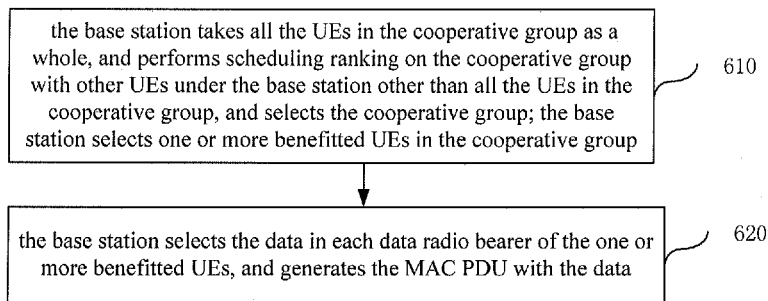 the base station takes all the UEs in the cooperative group as a
whole, and performs scheduling ranking on the cooperative group
with other UEs under the base station other than all the UEs in the
cooperative group, and selects the cooperative group; the base
station selects one or more benefitted UEs in the cooperative group
610
the base station selects the data in each data radio bearer of the one or
more benefitted UEs, and generates the MAC PDU with the data
620